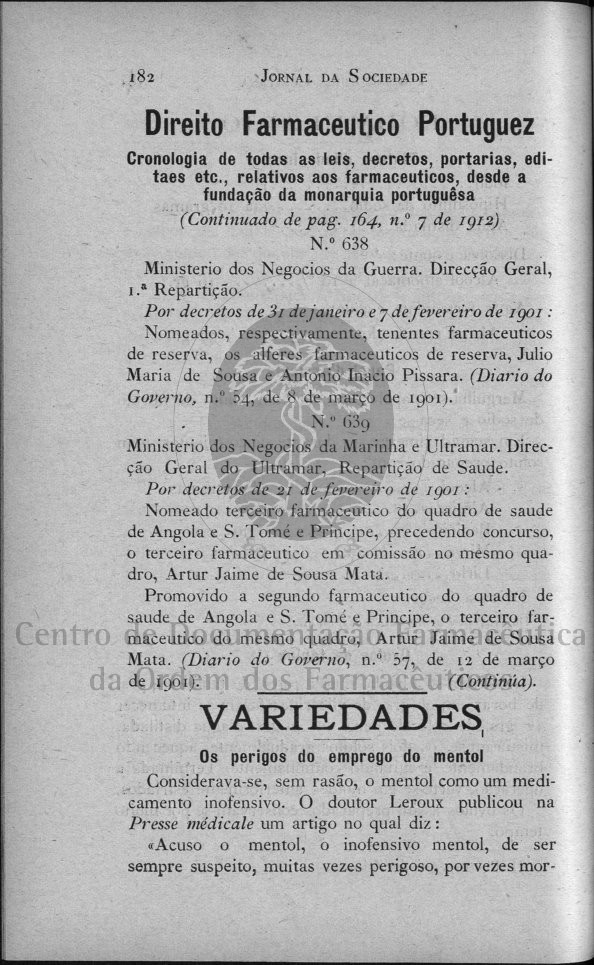 182 JORNAL DA SOCIEDADE
Direito Farmaceutico Portuguez
Cronologia de todas as leis, decretos, portarias, edi-
taes etc., relativos aos farmaceuticos, desde a
fundação da monarquia portuguêsa
(Continuado de pag. 164, n.º 7 de 1912)
N.º 638
Ministerio dos Negocios da Guerra. Direcção Geral,
1.ª Repartição.
Por decretos de 31 de janeiro e 7 de fevereiro de 1901 :
Nomeados, respectivamente, tenentes farmaceuticos
de reserva, os alferes farmaceuticos de reserva, Julio
Maria de Sousa e Antonio Inacio Pissara. (Diario do
Governo, n.º 54, de 8 de março de 1901).
N.º 639
Ministerio dos Negocios da Marinha e Ultramar. Direc-
ção Geral do Ultramar, Repartição de Saude.
Por decretos de 21 de fevereiro de 1901 :
Nomeado terceiro farmaceutico do quadro de saude
de Angola e S. Tomé e Principe, precedendo concurso,
o terceiro farmaceutico em comissão no mesmo qua-
dro, Artur Jaime de Sousa Mata.
Promovido a segundo farmaceutico do quadro de
saude de Angola e S. Tomé e Principe, o terceiro far-
maceutico do mesmo quadro, Artur Jaime de Sousa
Mata. (Diario do Governo, n.º 57, de 12 de março
de 1901). (Continúa).
Centro de Documentação Farmacêutica
da Ordem dos Farmacêuticos
VARIEDADES
Os perigos do emprego do mentol
Considerava-se, sem rasão, o mentol como um medi-
camento inofensivo. O doutor Leroux publicou na
Presse médicale um artigo no qual diz :
«Acuso o mentol, o inofensivo mentol, de ser
sempre suspeito, muitas vezes perigoso, por vezes mor-